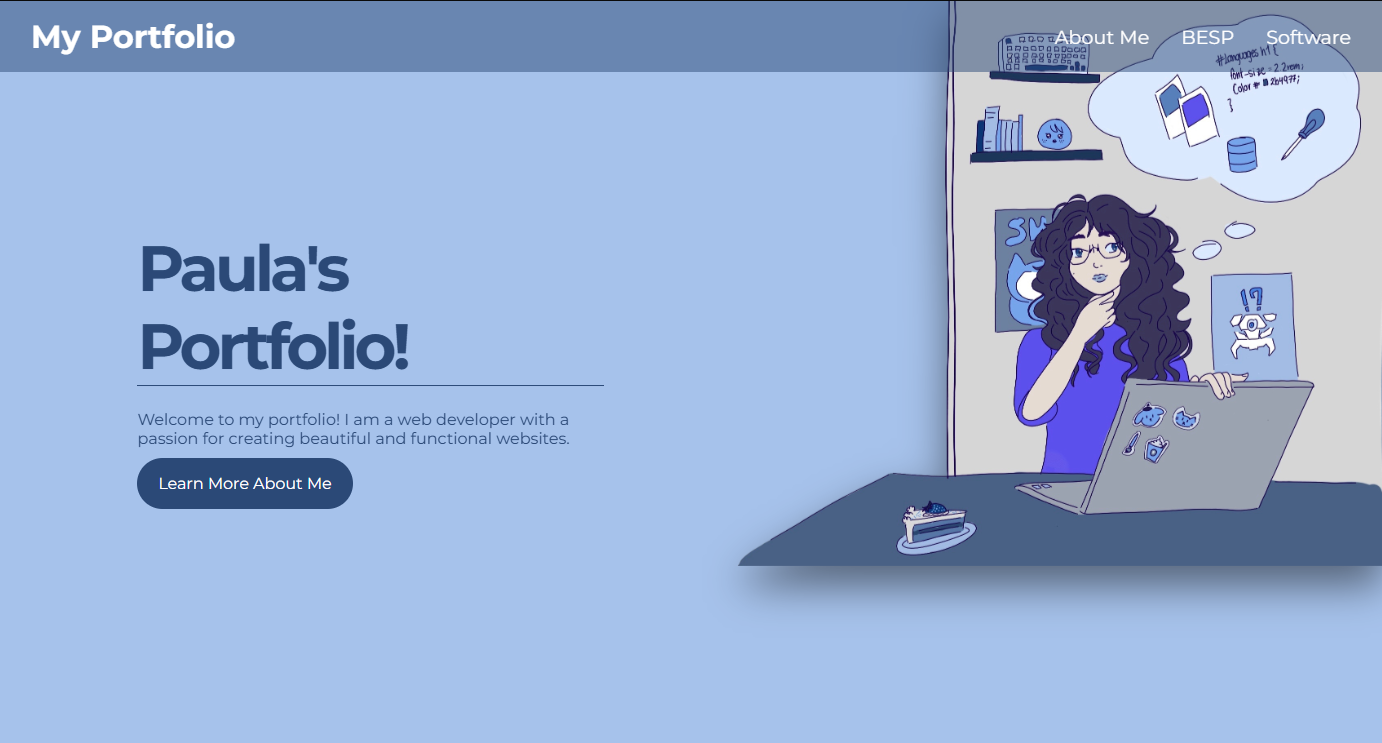 My Portfolio
About Me BESP Software
#languages h1 {
font-size = 2.2rem;
Color # 2b497F;
}
!?
Paula's
Portfolio!
Welcome to my portfolio! I am a web developer with a
passion for creating beautiful and functional websites.
Learn More About Me